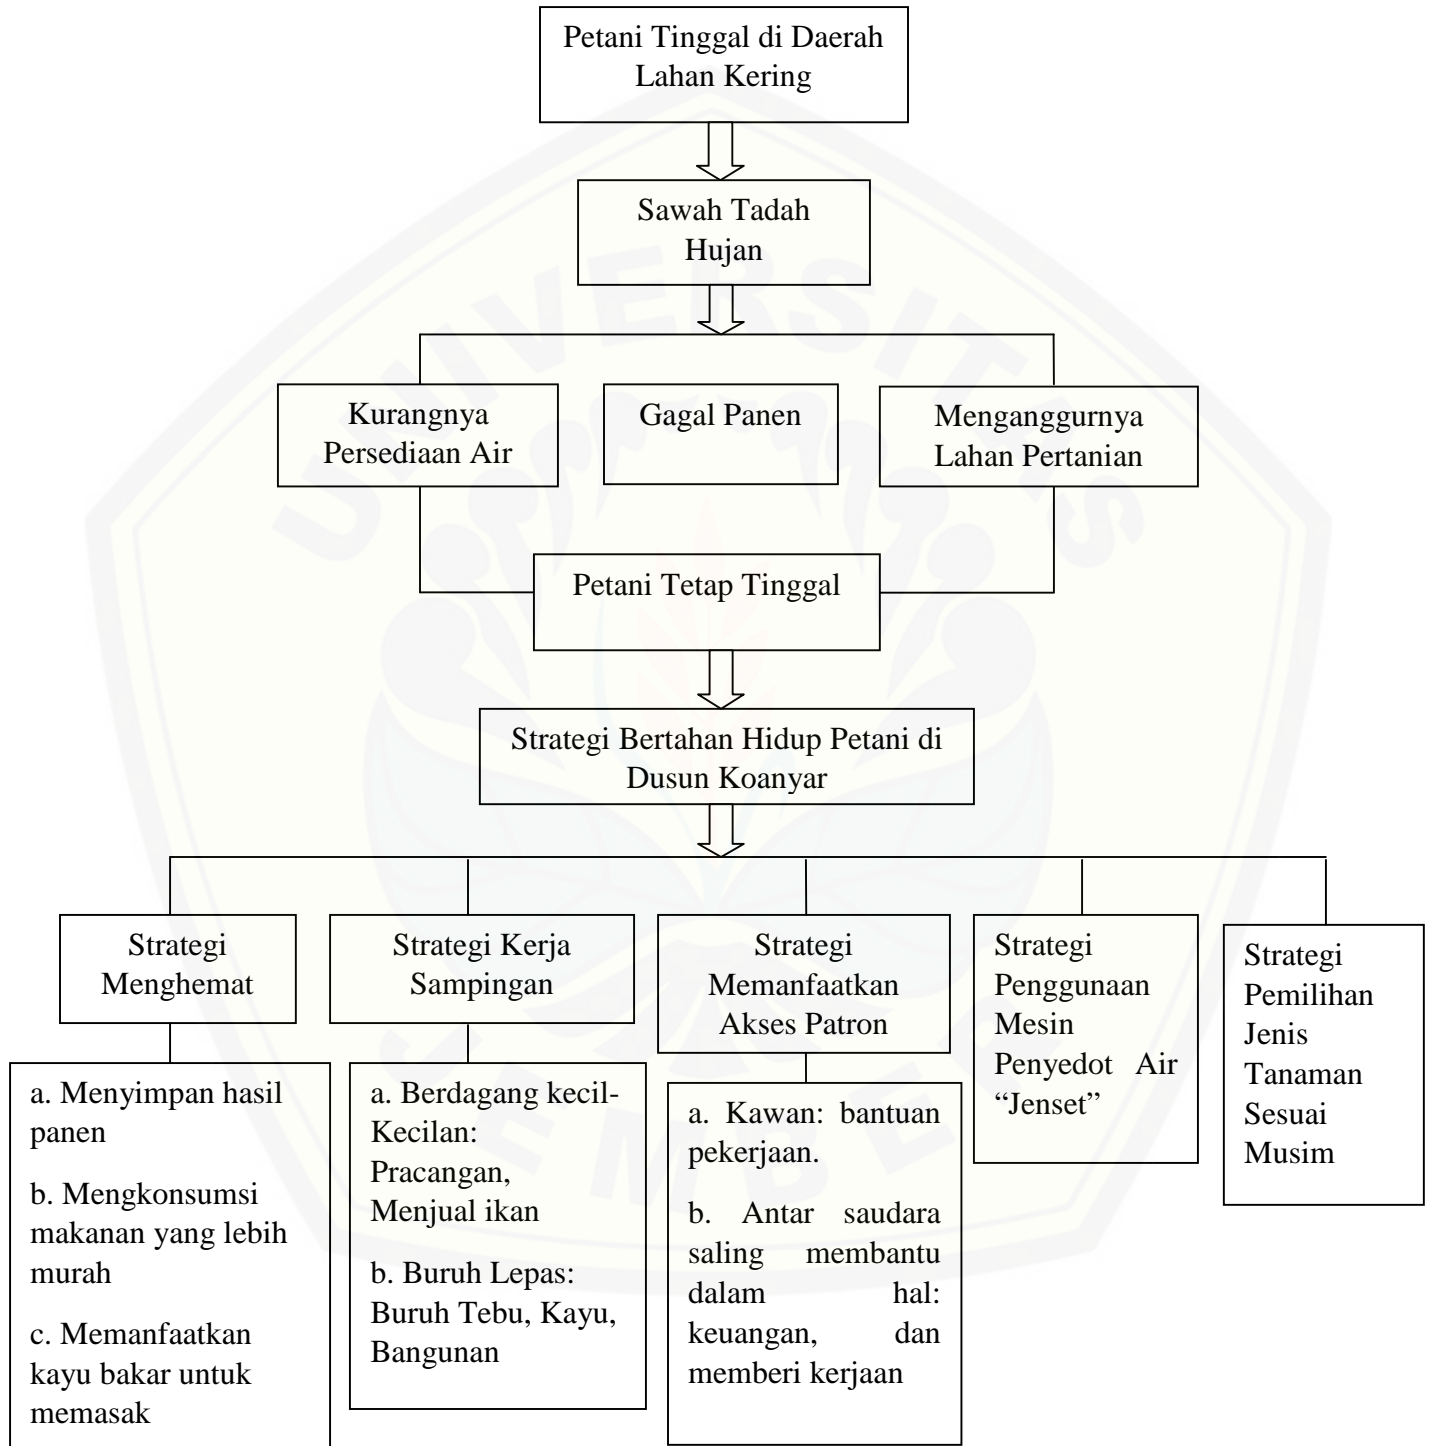 Petani Tinggal di Daerah
Lahan Kering
Sawah Tadah
Hujan
Kurangnya
Persediaan Air
Gagal Panen
Menganggurnya
Lahan Pertanian
Petani Tetap Tinggal
Strategi Bertahan Hidup Petani di
Dusun Koanyar
Strategi
Menghemat
Strategi Kerja
Sampingan
Strategi
Memanfaatkan
Akses Patron
Strategi
Penggunaan
Mesin
Penyedot Air
“Jenset”
Strategi
Pemilihan
Jenis
Tanaman
Sesuai
Musim
a. Menyimpan hasil
panen
b. Mengkonsumsi
makanan yang lebih
murah
c. Memanfaatkan
kayu bakar untuk
memasak
a. Berdagang kecil-
Kecilan:
Pracangan,
Menjual ikan
b. Buruh Lepas:
Buruh Tebu, Kayu,
Bangunan
a. Kawan: bantuan
pekerjaan.
b. Antar saudara
saling membantu
dalam hal:
keuangan, dan
memberi kerjaan
UNIVERSITAS
JEMBER